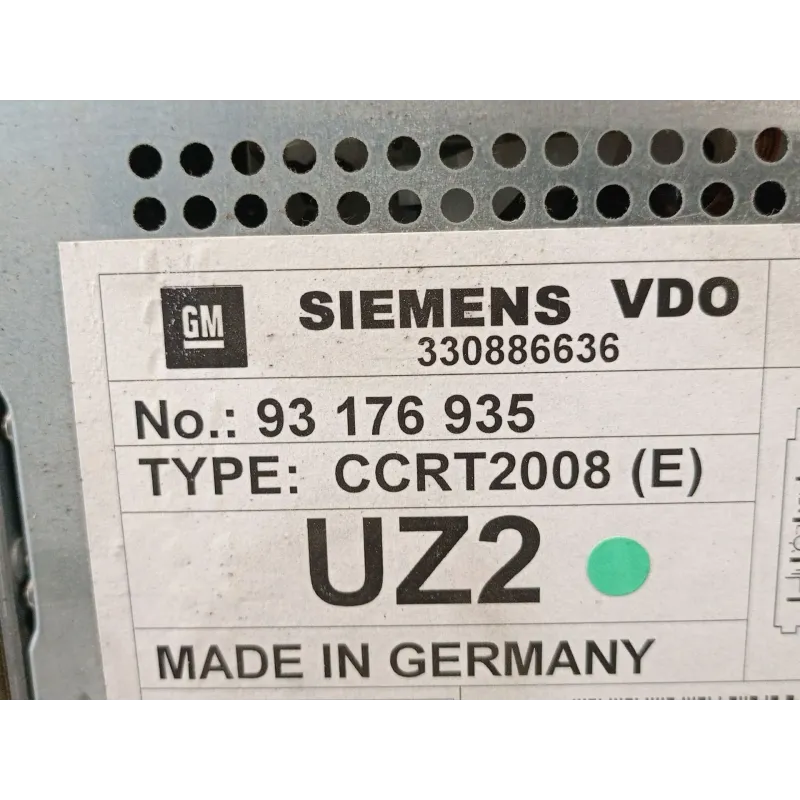 GM
SIEMENS VDO
330886636
No.: 93 176 935
TYPE: CCRT2008 (E)
UZ2
MADE IN GERMANY